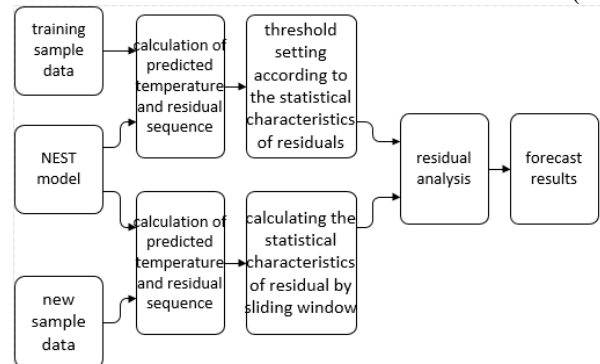 training
sample
data
calculation of
predicted
temperature
and residual
sequence
threshold
setting
according to
the statistical
characteristics
of residuals
NEST
model
residual
analysis
forecast
results
calculation of
predicted
temperature
and residual
sequence
calculating the
statistical
characteristics
of residual by
sliding window
new
sample
data